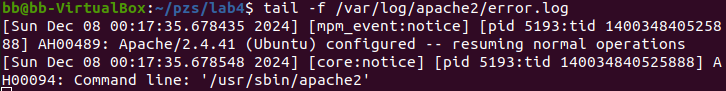 bb@bb-VirtualBox:~/pzs/lab4$ tail -f /var/log/apache2/error.log
[Sun Dec 08 00:17:35.678435 2024] [mpm_event:notice] [pid 5193:tid 1400348405258
88] AH00489: Apache/2.4.41 (Ubuntu) configured -- resuming normal operations
[Sun Dec 08 00:17:35.678548 2024] [core:notice] [pid 5193:tid 140034840525888] A
H00094: Command line: '/usr/sbin/apache2'